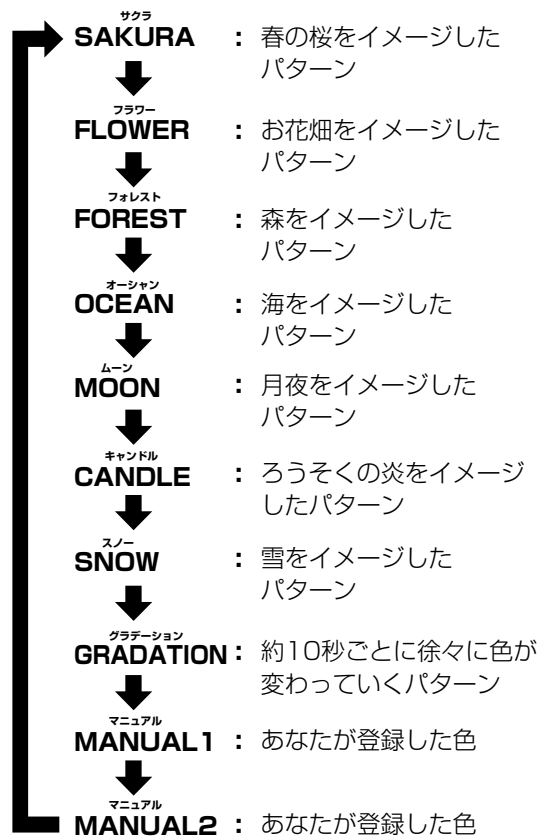 サクラ
SAKURA : 春の桜をイメージした
パターン
フラワー
FLOWER : お花畑をイメージした
パターン
フォレスト
FOREST : 森をイメージした
パターン
オーシャン
OCEAN : 海をイメージした
パターン
ムーン
MOON : 月夜をイメージした
パターン
キャンドル
CANDLE : ろうそくの炎をイメージ
したパターン
スノー
SNOW : 雪をイメージした
パターン
グラデーション
GRADATION : 約10秒ごとに徐々に色が
変わっていくパターン
マニュアル
MANUAL1 : あなたが登録した色
マニュアル
MANUAL2 : あなたが登録した色